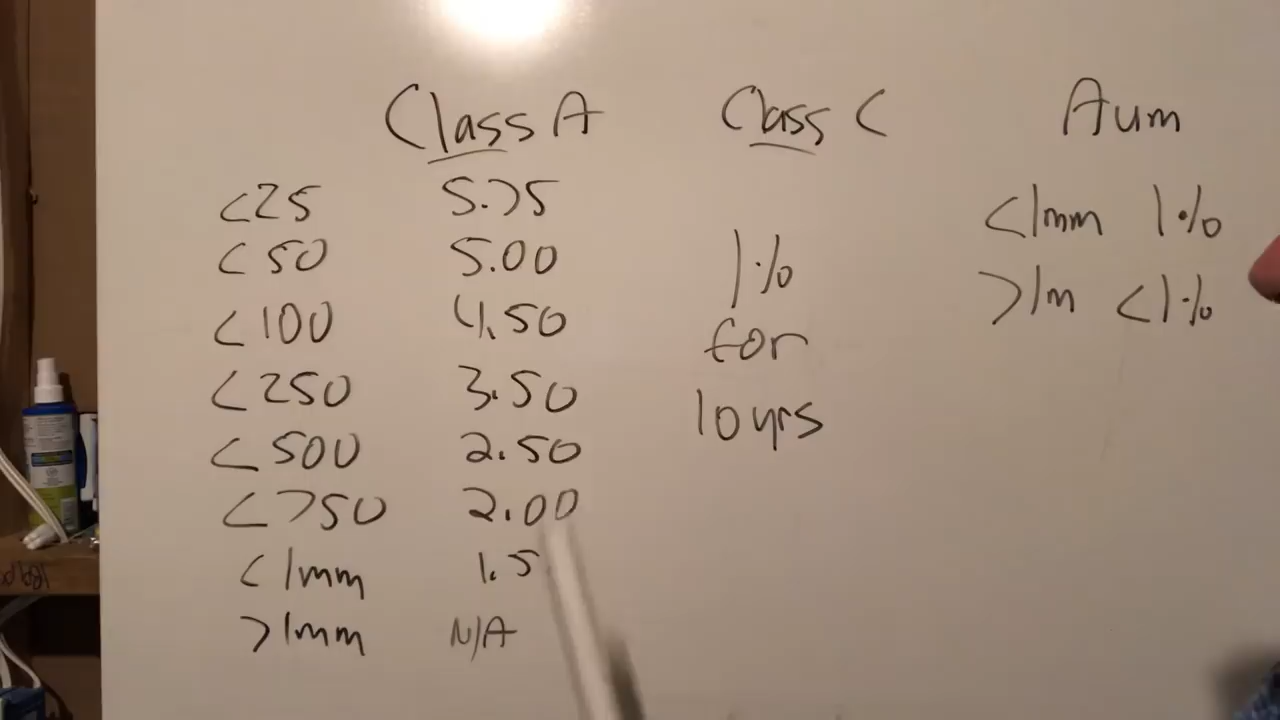 Class A Class C Aum
<25 5.75
<50 5.00
<100 4.50
<250 3.50
<500 2.50
<750 2.00
<1mm 1.5
>1mm N/A
1%
for
10yrs
<1mm 1%
>1m <1%